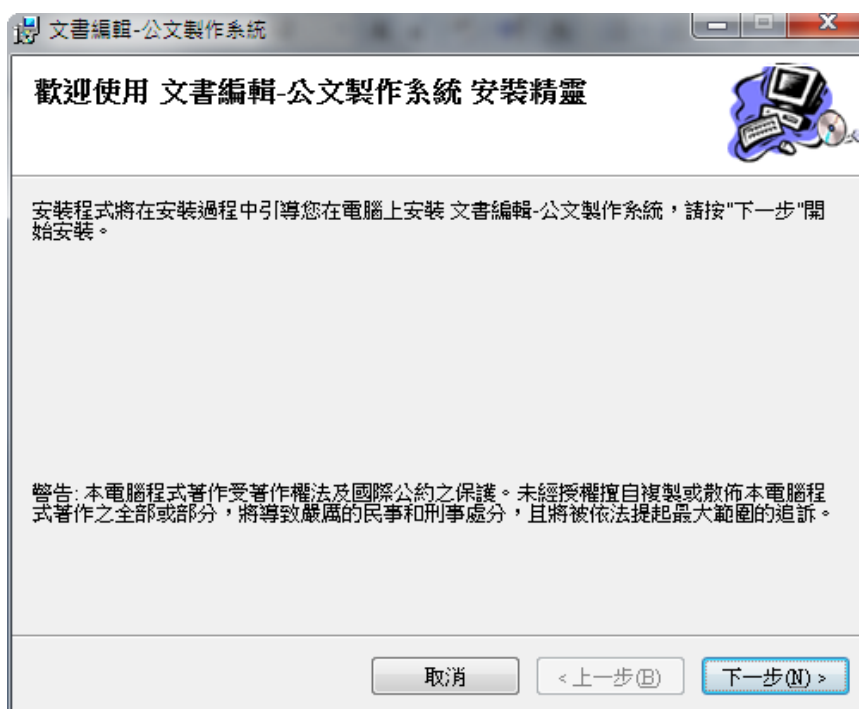 文書編輯-公文製作系統
歡迎使用 文書編輯-公文製作系統 安裝精靈
安裝程式將在安裝過程中引導您在電腦上安裝 文書編輯-公文製作系統，請按"下一步"開
始安裝。
警告: 本電腦程式著作受著作權法及國際公約之保護。未經授權擅自複製或散佈本電腦程
式著作之全部或部分，將導致嚴厲的民事和刑事處分，且將被依法提起最大範圍的追訴。
取消 <上一步(B) 下一步(N) >